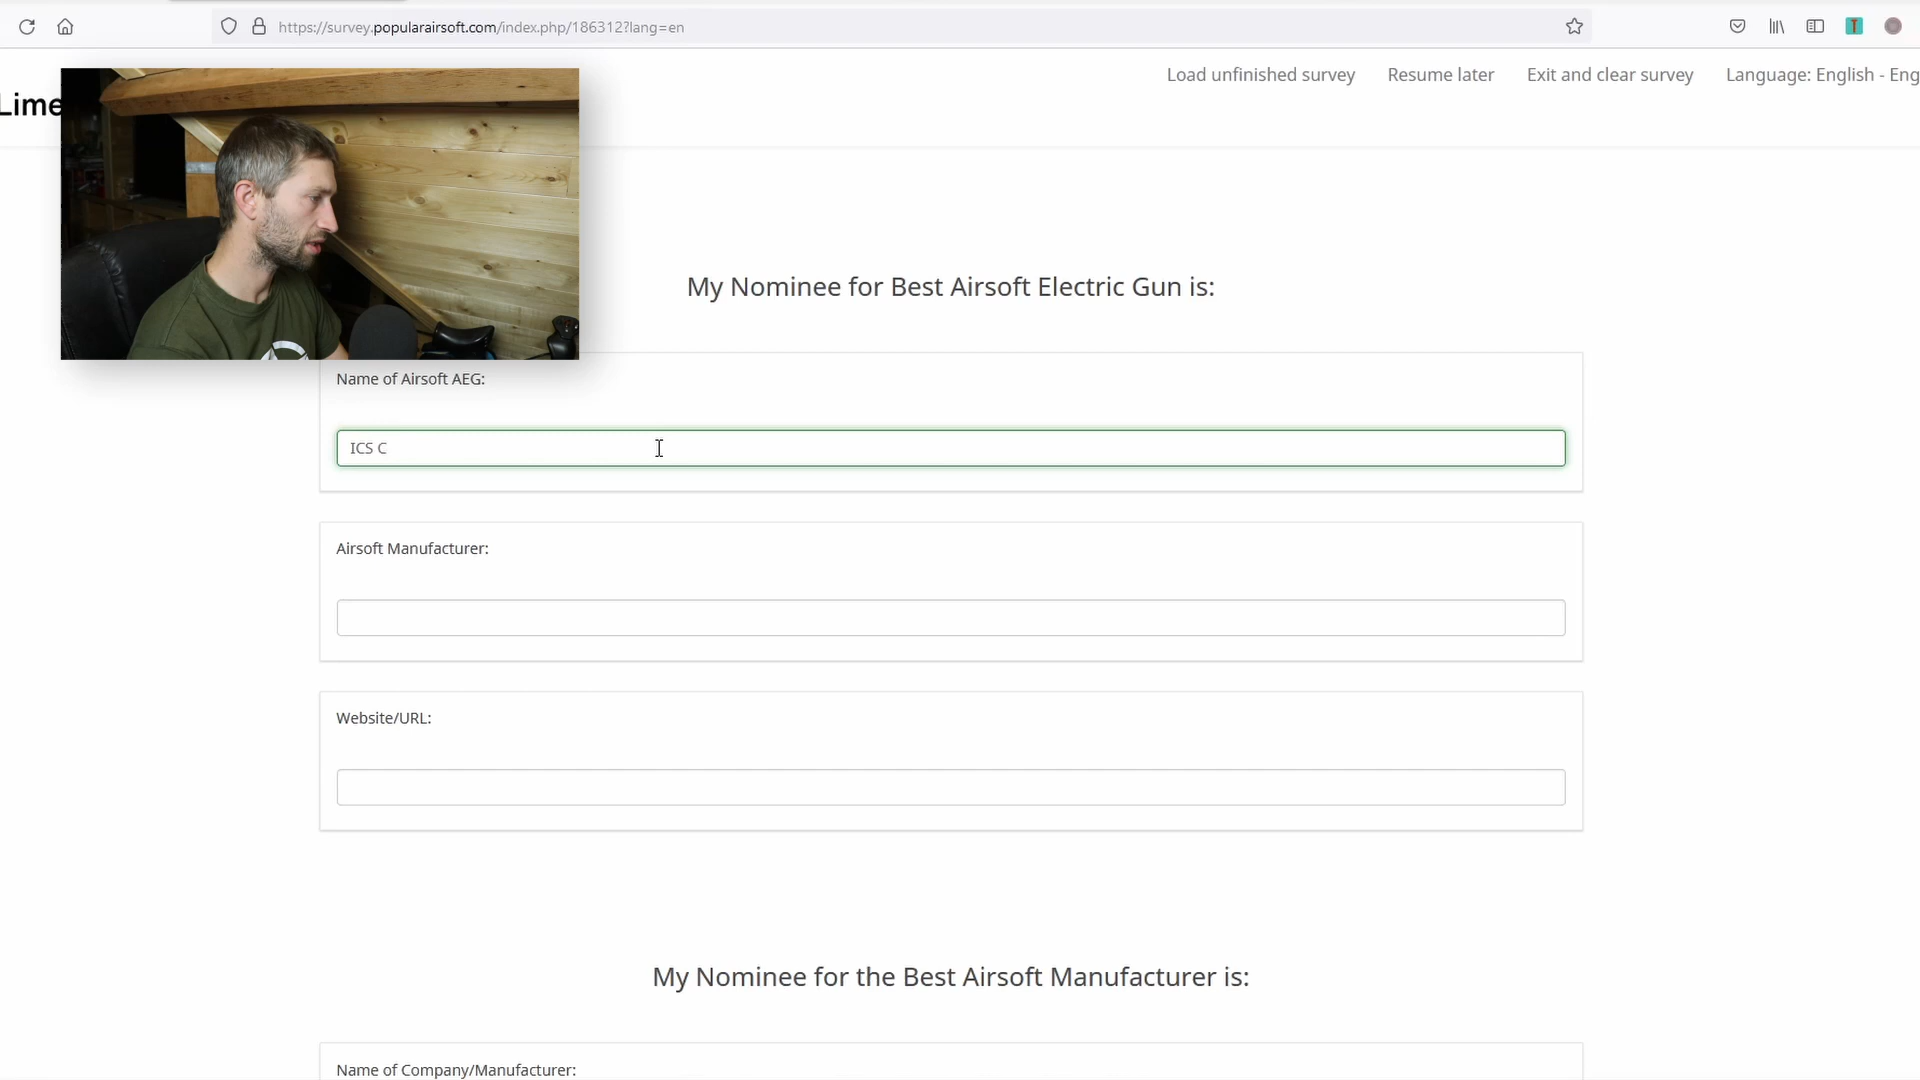 https://survey.popularairsoft.com/index.php/186312?lang=en
Load unfinished survey Resume later Exit and clear survey Language: English - Eng
Lime
My Nominee for Best Airsoft Electric Gun is:
Name of Airsoft AEG:
ICS C
Airsoft Manufacturer:
Website/URL:
My Nominee for the Best Airsoft Manufacturer is:
Name of Company/Manufacturer: